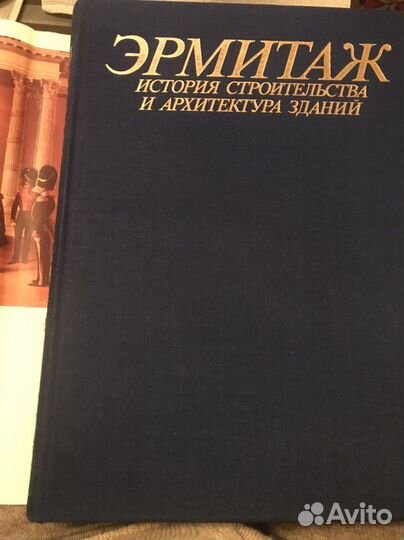 ЭРМИТАЖ
ИСТОРИЯ СТРОИТЕЛЬСТВА
И АРХИТЕКТУРА ЗДАНИЙ
Avito